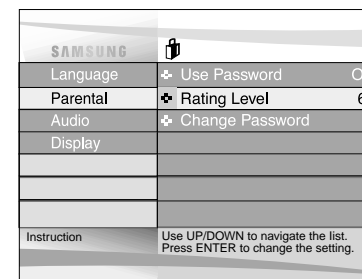 SAMSUNG
Language
Use Password
Parental
Rating Level
Audio
Change Password
Display
Instruction
Use UP/DOWN to navigate the list.
Press ENTER to change the setting.